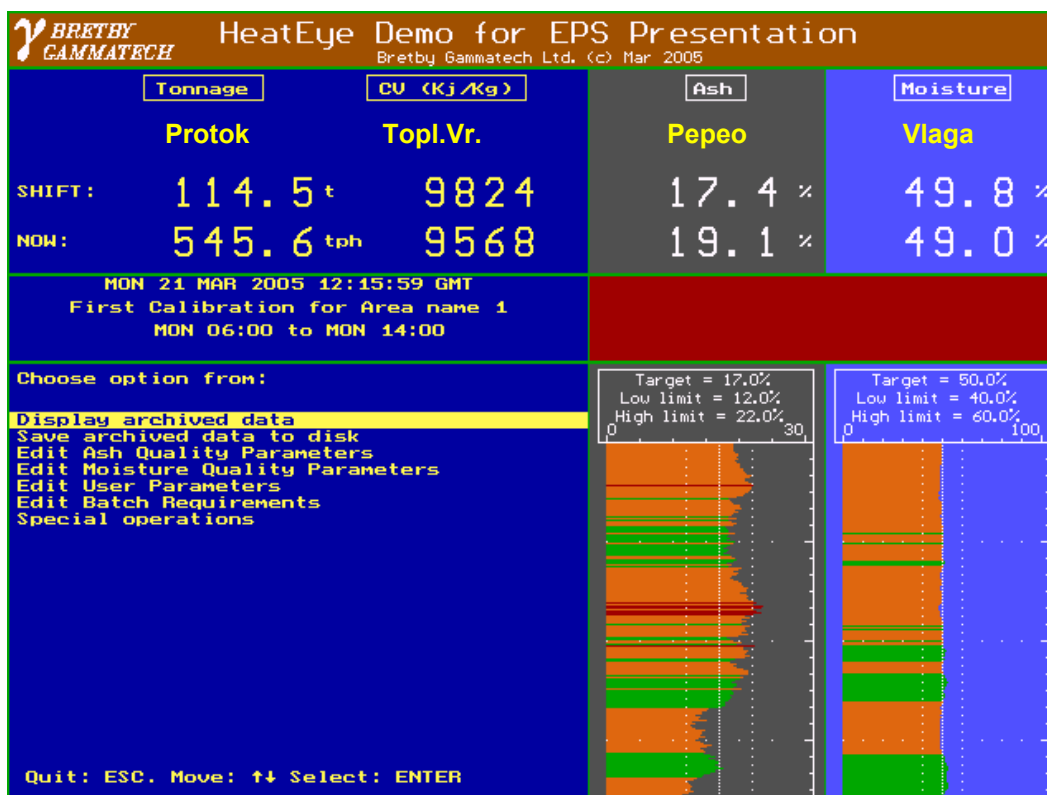 γ BRETBY GAMMATECH
HeatEye Demo for EPS Presentation
Bretby Gammatech Ltd. (c) Mar 2005
Tonnage CV (Kj/Kg) Ash Moisture
Protok Topl.Vr. Pepeo Vlaga
SHIFT: 114.5 t 9824 17.4 % 49.8 %
NOW: 545.6 tph 9568 19.1 % 49.0 %
MON 21 MAR 2005 12:15:59 GMT
First Calibration for Area name 1
MON 06:00 to MON 14:00
Choose option from:
Display archived data
Save archived data to disk
Edit Ash Quality Parameters
Edit Moisture Quality Parameters
Edit User Parameters
Edit Batch Requirements
Special operations
Quit: ESC. Move: ↑↓ Select: ENTER
Target = 17.0%
Low limit = 12.0%
High limit = 22.0%
0 30
Target = 50.0%
Low limit = 40.0%
High limit = 60.0%
0 100